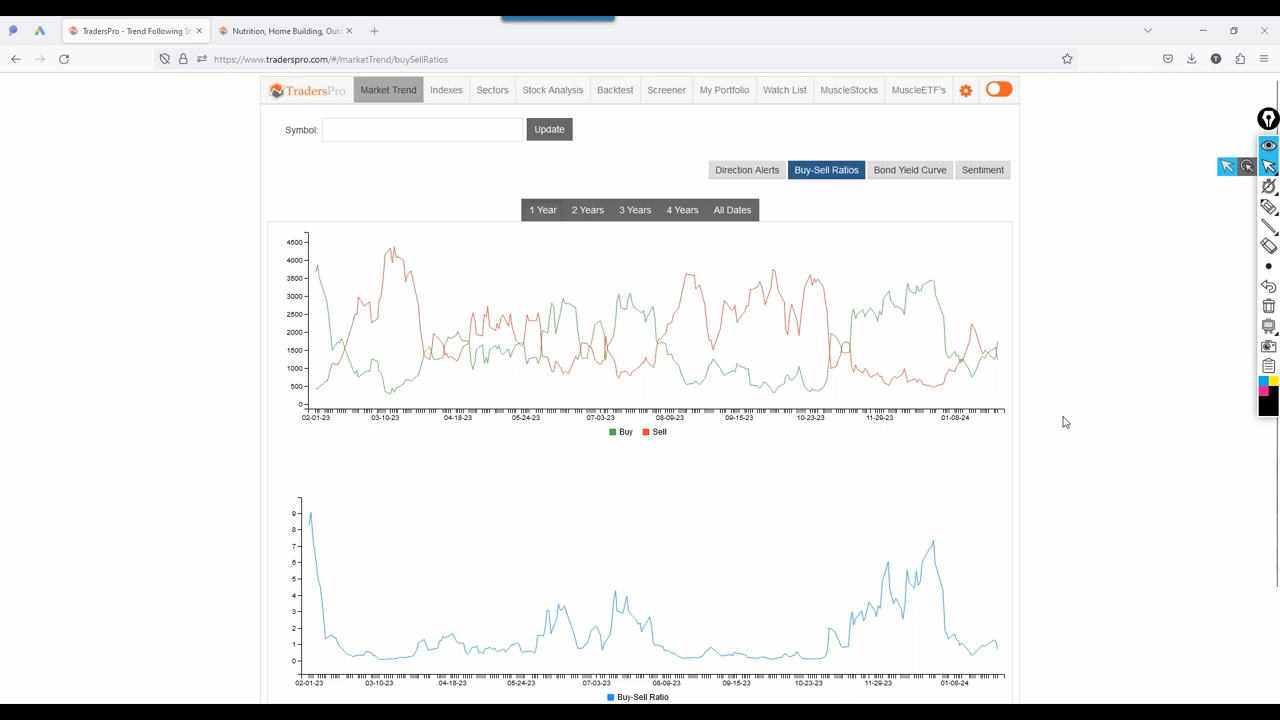 TradersPro - Trend Following St
Nutrition, Home Building, Outd
https://www.traderspro.com/#/marketTrend/buySellRatios
TradersPro Market Trend Indexes Sectors Stock Analysis Backtest Screener My Portfolio Watch List MuscleStocks MuscleETF's
Symbol: Update
Direction Alerts Buy-Sell Ratios Bond Yield Curve Sentiment
1 Year 2 Years 3 Years 4 Years All Dates
4500
4000
3500
3000
2500
2000
1500
1000
500
0
02-01-23 03-10-23 04-18-23 05-24-23 07-03-23 08-09-23 09-15-23 10-23-23 11-29-23 01-08-24
Buy Sell
9
8
7
6
5
4
3
2
1
0
02-01-23 03-10-23 04-18-23 05-24-23 07-03-23 08-09-23 09-15-23 10-23-23 11-29-23 01-08-24
Buy-Sell Ratio